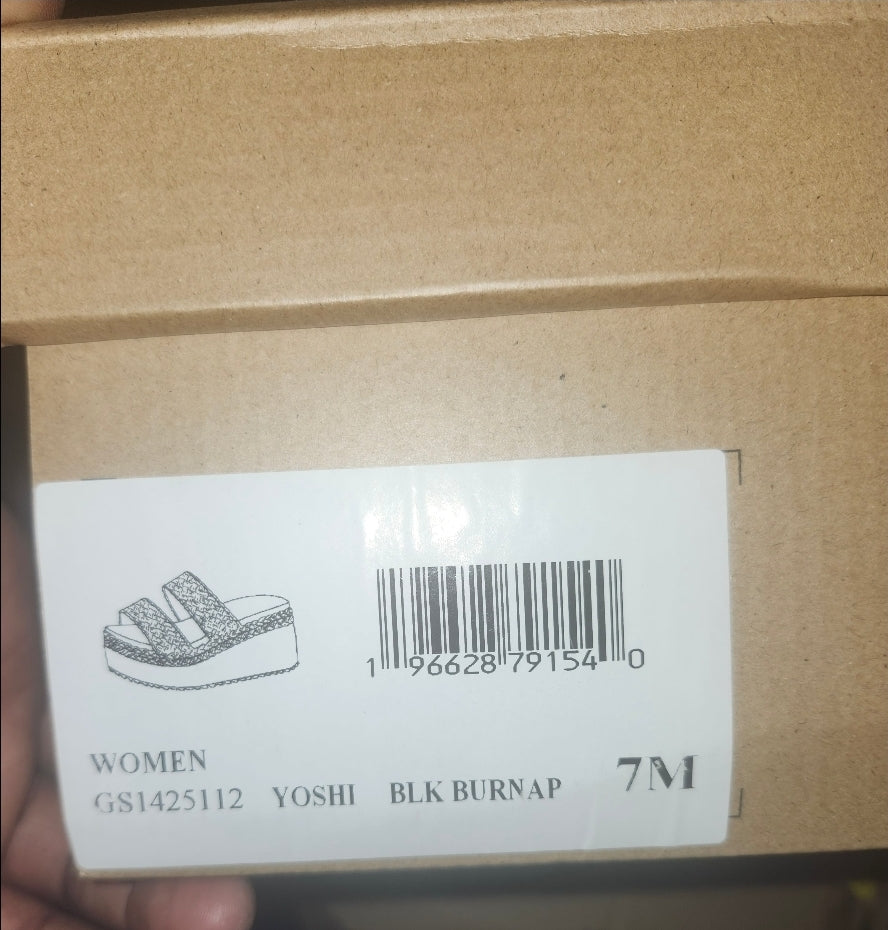 1 96628 79154 0
WOMEN
GS1425112 YOSHI BLK BURNAP 7M